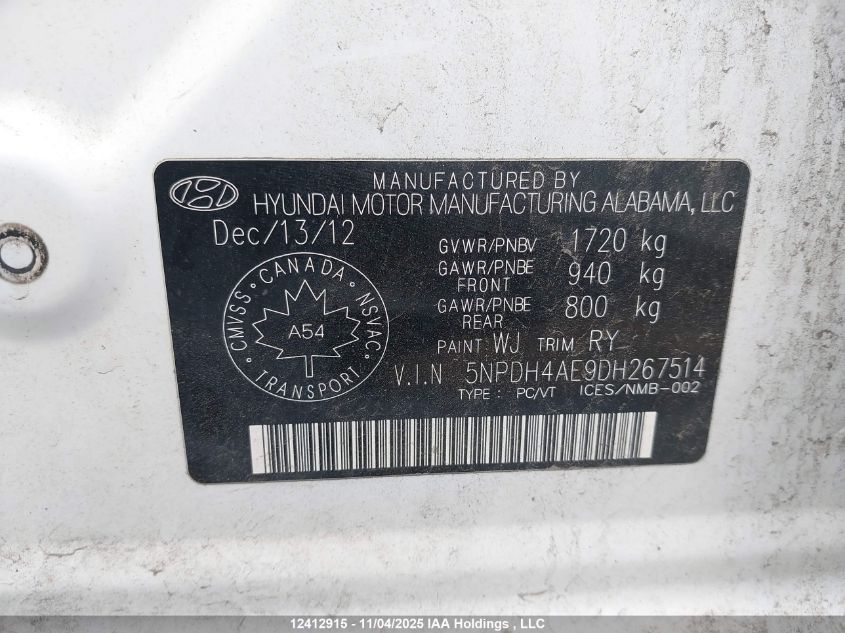 MANUFACTURED BY
HYUNDAI MOTOR MANUFACTURING ALABAMA, LLC
Dec/13/12
GVWR/PNBV 1720 kg
GAWR/PNBE FRONT 940 kg
GAWR/PNBE REAR 800 kg
PAINT WJ TRIM RY
V.I.N 5NPDH4AE9DH267514
TYPE : PC/VT ICES/NMB-002
CMVSS · CANADA · NSVAC
A54
TRANSPORT
12412915 - 11/04/2025 IAA Holdings , LLC